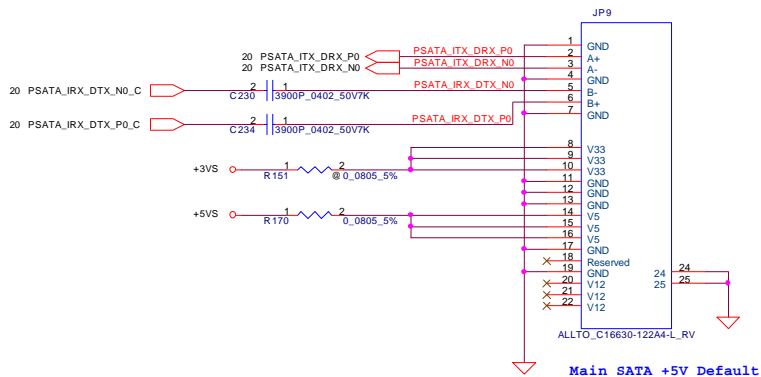 JP9
1 GND
20 PSATA_ITX_DRX_P0 PSATA_ITX_DRX_P0 2 A+
20 PSATA_ITX_DRX_N0 PSATA_ITX_DRX_N0 3 A-
4 GND
20 PSATA_IRX_DTX_N0_C 2 1 PSATA_IRX_DTX_N0 5 B-
C230 3900P_0402_50V7K
6 B+
20 PSATA_IRX_DTX_P0_C 2 1 PSATA_IRX_DTX_P0 7 GND
C234 3900P_0402_50V7K
8 V33
9 V33
+3VS 1 2 10 V33
R151 @ 0_0805_5%
11 GND
12 GND
13 GND
+5VS 1 2 14 V5
R170 0_0805_5%
15 V5
16 V5
17 GND
18 Reserved
19 GND 24 24
20 V12 25 25
21 V12
22 V12
ALLTO_C16630-122A4-L_RV
Main SATA +5V Default